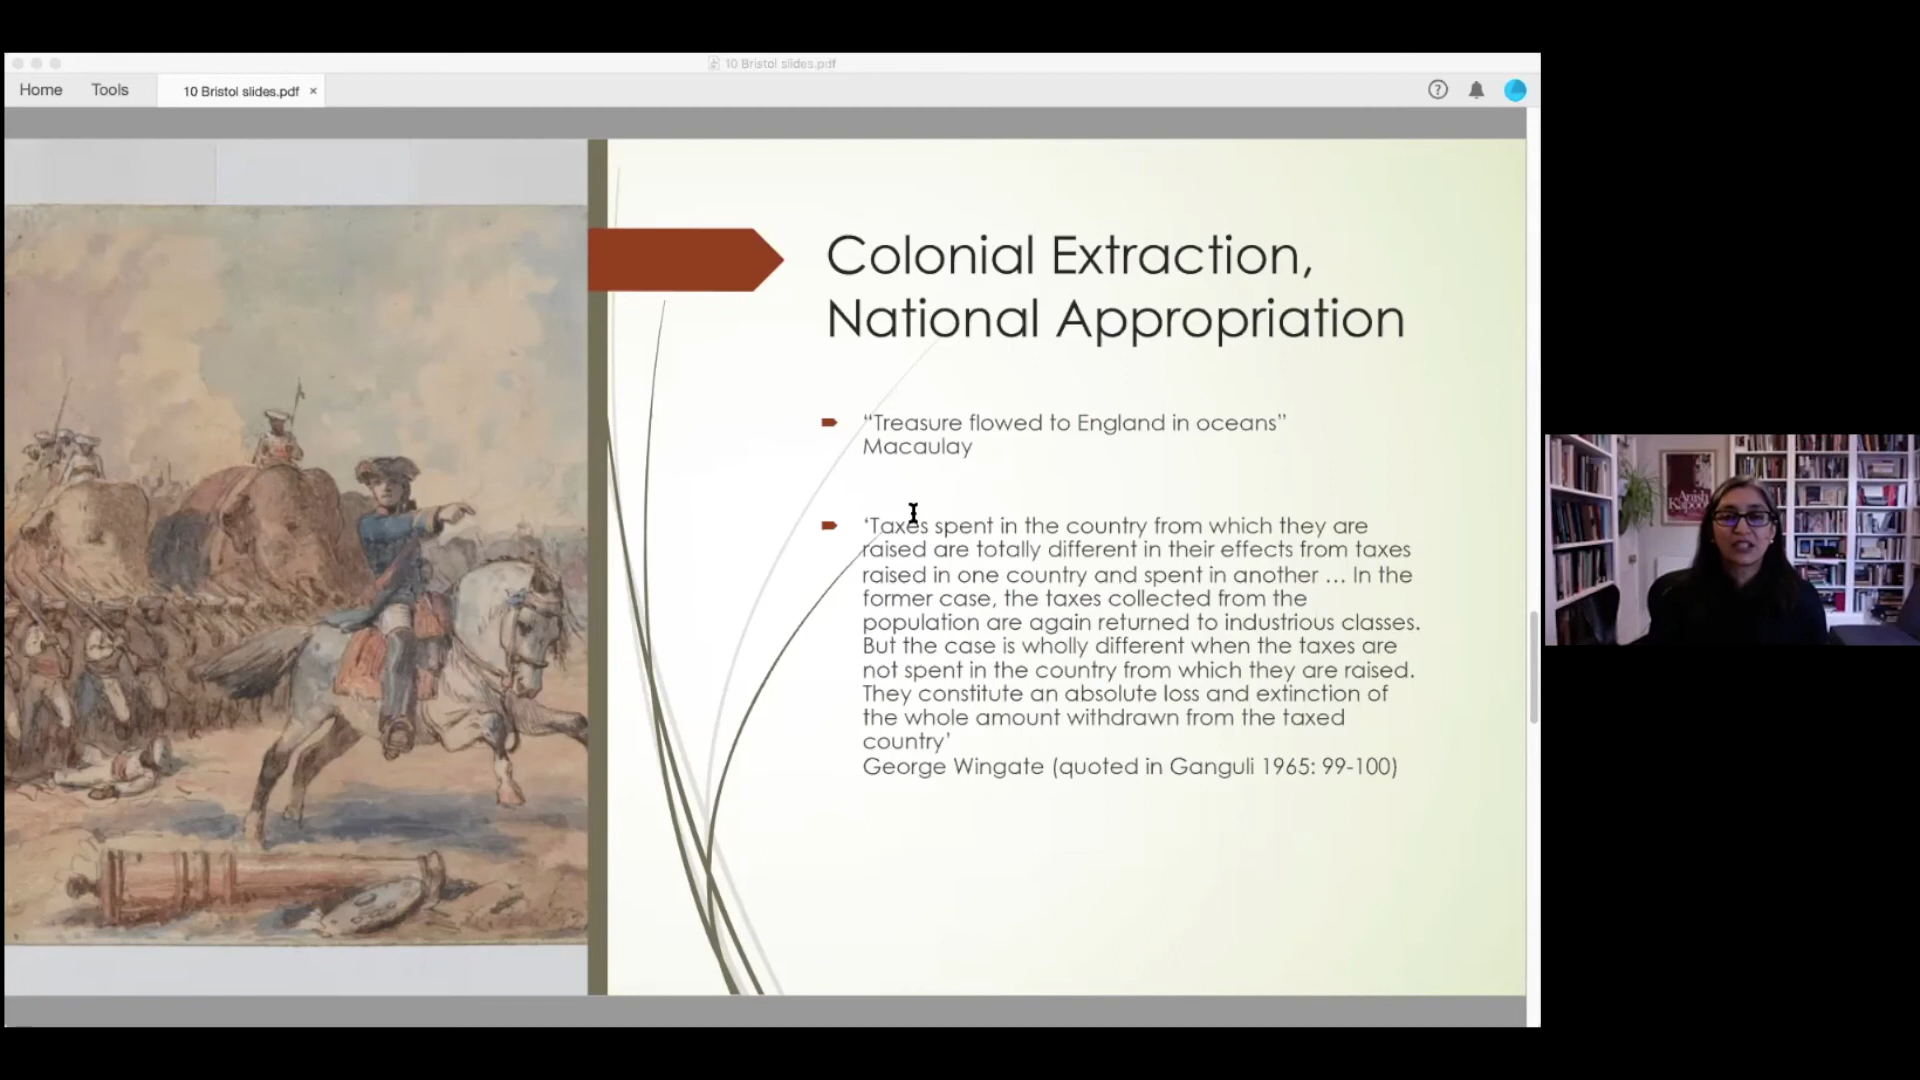 10 Bristol slides.pdf
Home Tools 10 Bristol slides.pdf ×
Colonial Extraction,
National Appropriation
“Treasure flowed to England in oceans”
Macaulay
‘Taxes spent in the country from which they are
raised are totally different in their effects from taxes
raised in one country and spent in another … In the
former case, the taxes collected from the
population are again returned to industrious classes.
But the case is wholly different when the taxes are
not spent in the country from which they are raised.
They constitute an absolute loss and extinction of
the whole amount withdrawn from the taxed
country’
George Wingate (quoted in Ganguli 1965: 99-100)
Anish
Kapoor